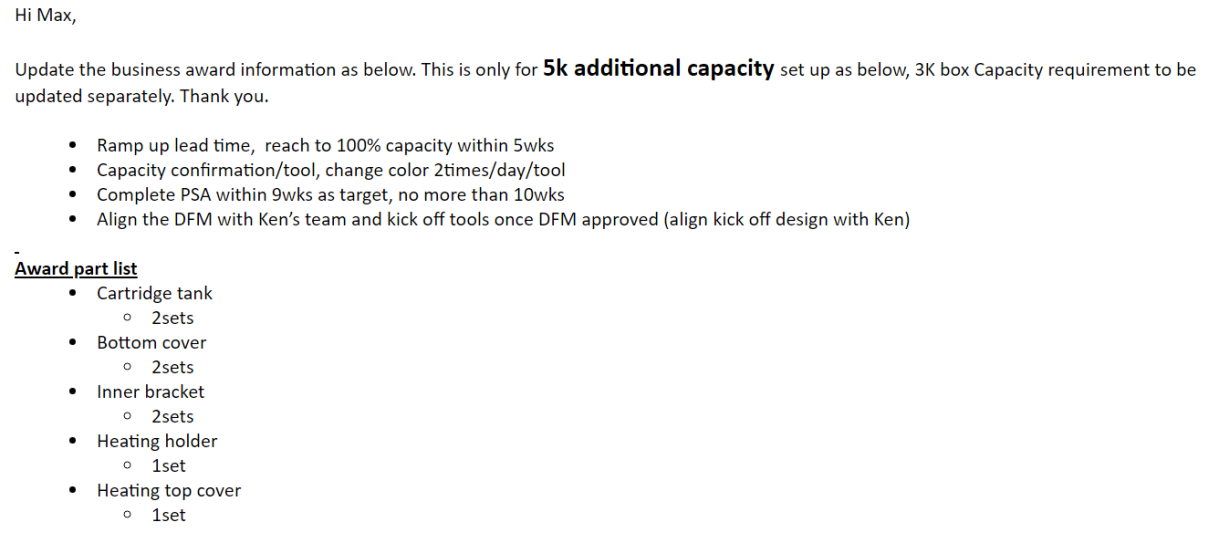 Hi Max,
Update the business award information as below. This is only for 5k additional capacity set up as below, 3K box Capacity requirement to be
updated separately. Thank you.
• Ramp up lead time,  reach to 100% capacity within 5wks
• Capacity confirmation/tool, change color 2times/day/tool
• Complete PSA within 9wks as target, no more than 10wks
• Align the DFM with Ken’s team and kick off tools once DFM approved (align kick off design with Ken)
-
Award part list
• Cartridge tank
o 2sets
• Bottom cover
o 2sets
• Inner bracket
o 2sets
• Heating holder
o 1set
• Heating top cover
o 1set